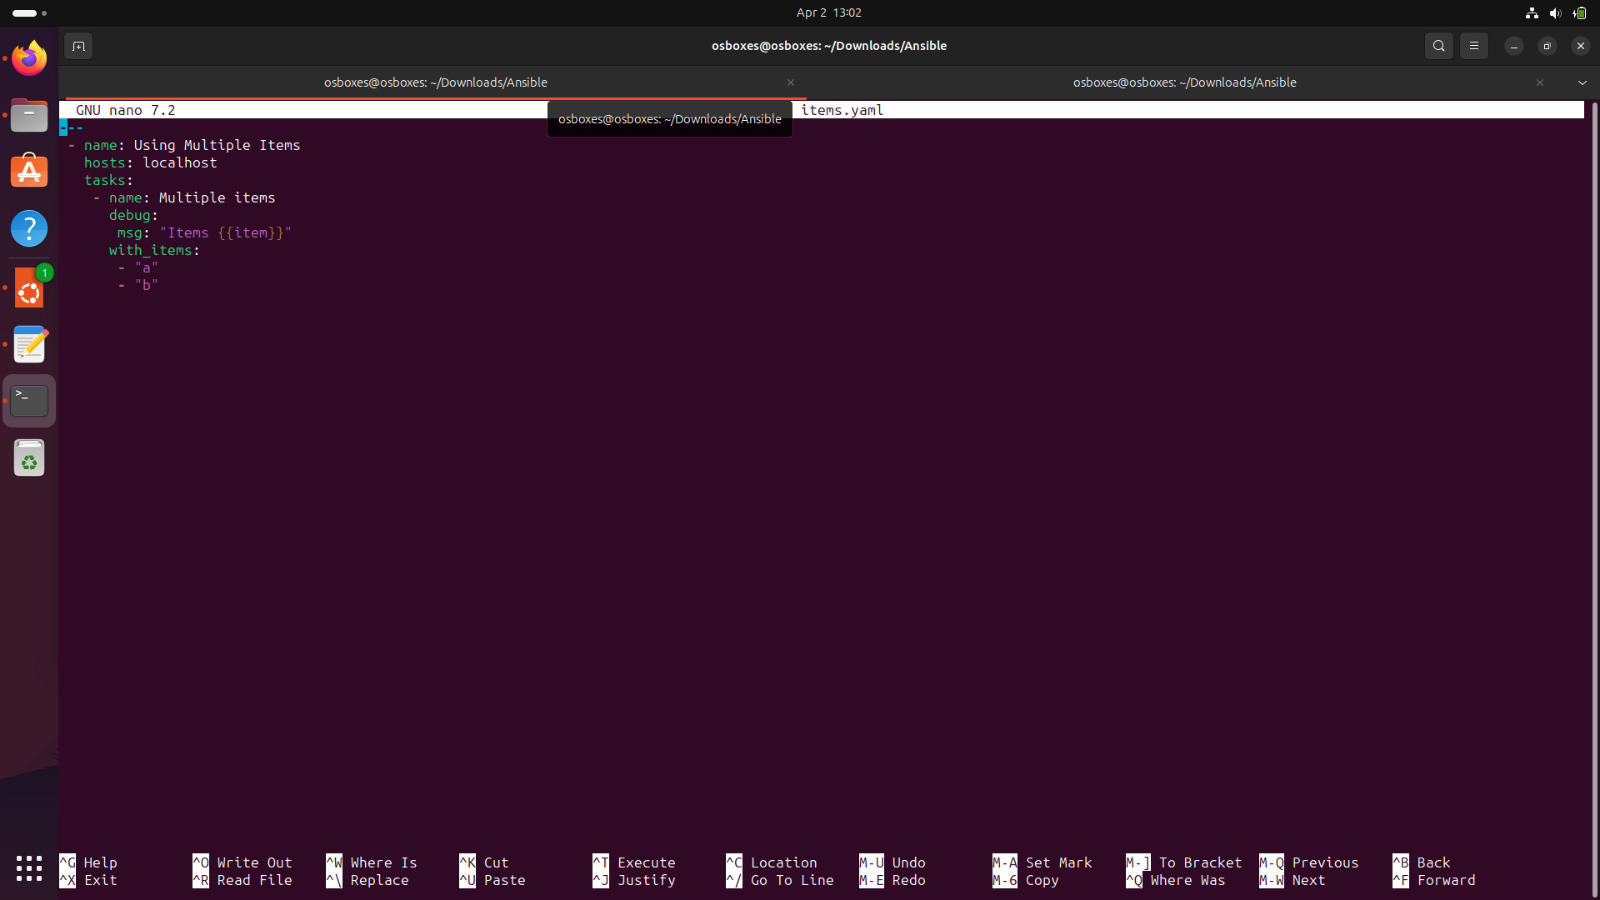 Apr 2 13:02
osboxes@osboxes: ~/Downloads/Ansible
osboxes@osboxes: ~/Downloads/Ansible
osboxes@osboxes: ~/Downloads/Ansible
GNU nano 7.2 items.yaml
osboxes@osboxes: ~/Downloads/Ansible
---
- name: Using Multiple Items
hosts: localhost
tasks:
- name: Multiple items
debug:
msg: "Items {{item}}"
with_items:
- "a"
- "b"
1
^G Help ^O Write Out ^W Where Is ^K Cut ^T Execute ^C Location M-U Undo M-A Set Mark M-] To Bracket M-Q Previous ^B Back
^X Exit ^R Read File ^\ Replace ^U Paste ^J Justify ^/ Go To Line M-E Redo M-6 Copy ^Q Where Was M-W Next ^F Forward